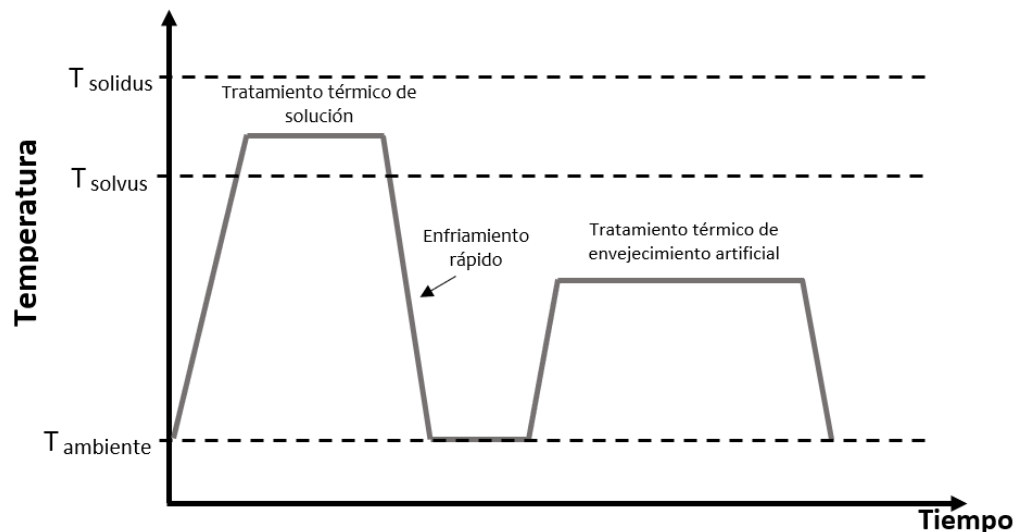 T solidus
Tratamiento térmico de
solución
Temperatura
T solvus
Enfriamiento
rápido
Tratamiento térmico de
envejecimiento artificial
T ambiente
Tiempo